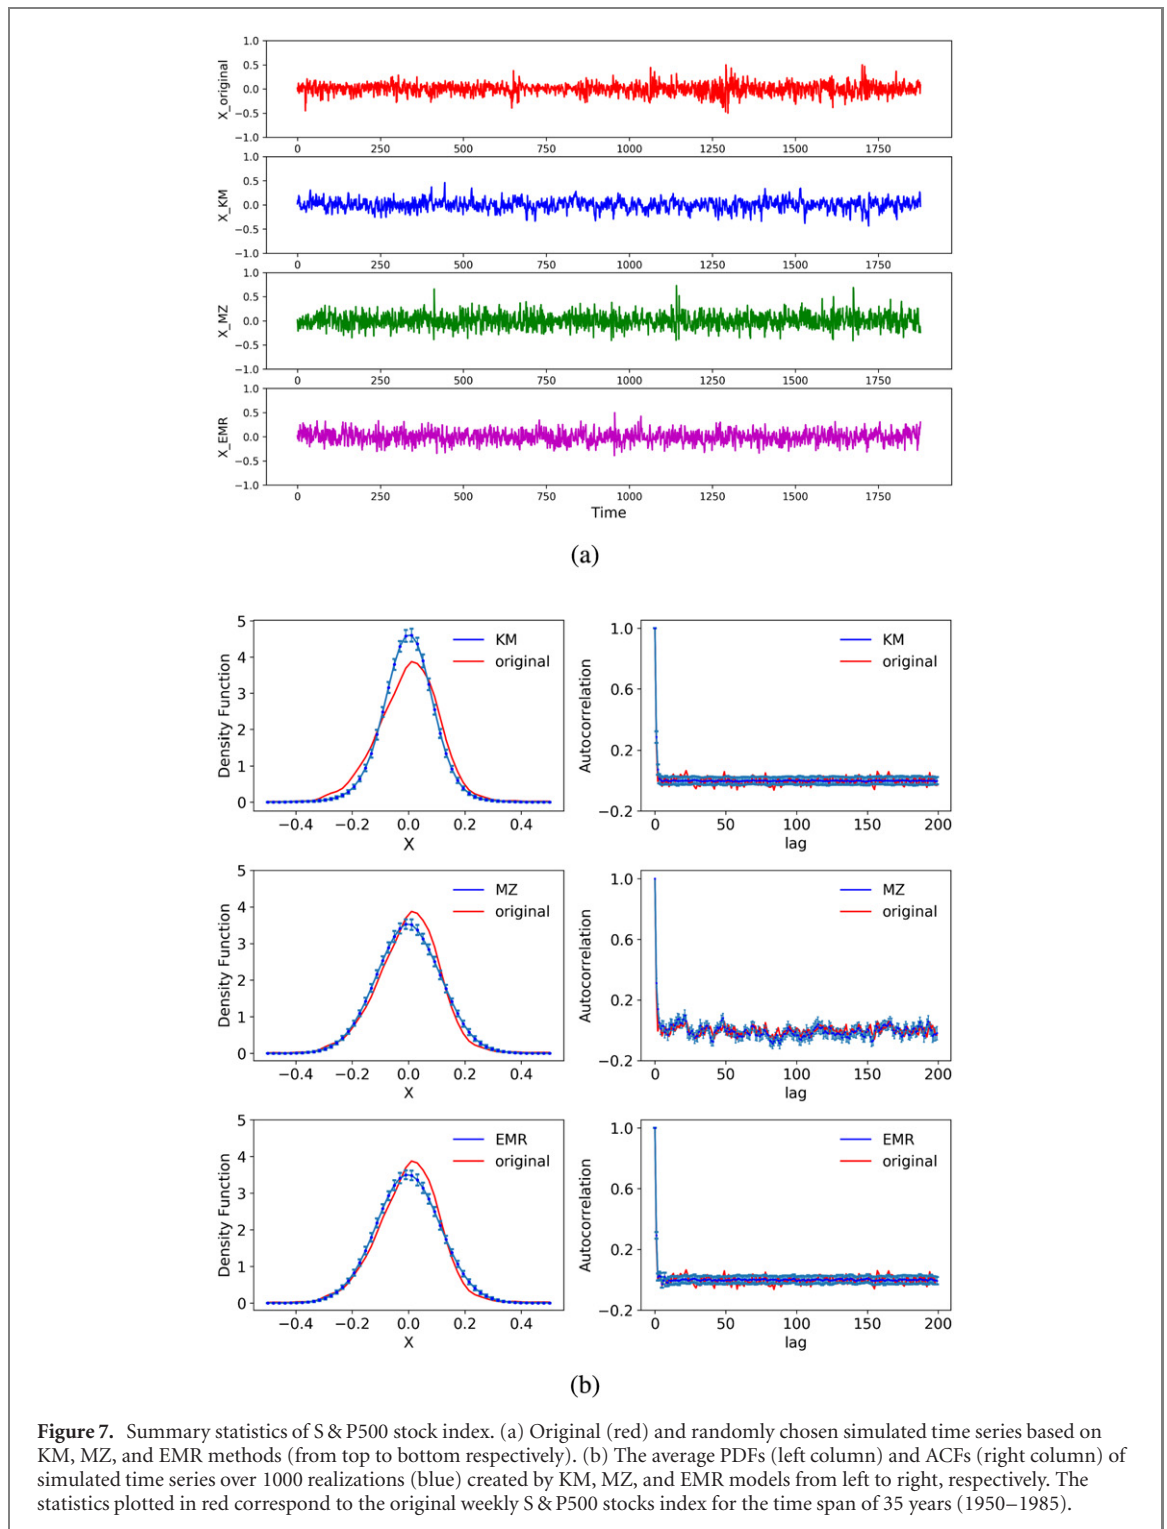 1.0
0.5
0.0
−0.5
−1.0
X_original
0 250 500 750 1000 1250 1500 1750
1.0
0.5
0.0
−0.5
−1.0
X_KM
0 250 500 750 1000 1250 1500 1750
1.0
0.5
0.0
−0.5
−1.0
X_MZ
0 250 500 750 1000 1250 1500 1750
1.0
0.5
0.0
−0.5
−1.0
X_EMR
0 250 500 750 1000 1250 1500 1750
Time
(a)
5
4
3
2
1
0
Density Function
KM
original
−0.4 −0.2 0.0 0.2 0.4
X
1.0
0.6
0.2
−0.2
Autocorrelation
KM
original
0 50 100 150 200
lag
5
4
3
2
1
0
Density Function
MZ
original
−0.4 −0.2 0.0 0.2 0.4
X
1.0
0.6
0.2
−0.2
Autocorrelation
MZ
original
0 50 100 150 200
lag
5
4
3
2
1
0
Density Function
EMR
original
−0.4 −0.2 0.0 0.2 0.4
X
1.0
0.6
0.2
−0.2
Autocorrelation
EMR
original
0 50 100 150 200
lag
(b)
Figure 7. Summary statistics of S & P500 stock index. (a) Original (red) and randomly chosen simulated time series based on
KM, MZ, and EMR methods (from top to bottom respectively). (b) The average PDFs (left column) and ACFs (right column) of
simulated time series over 1000 realizations (blue) created by KM, MZ, and EMR models from left to right, respectively. The
statistics plotted in red correspond to the original weekly S & P500 stocks index for the time span of 35 years (1950–1985).